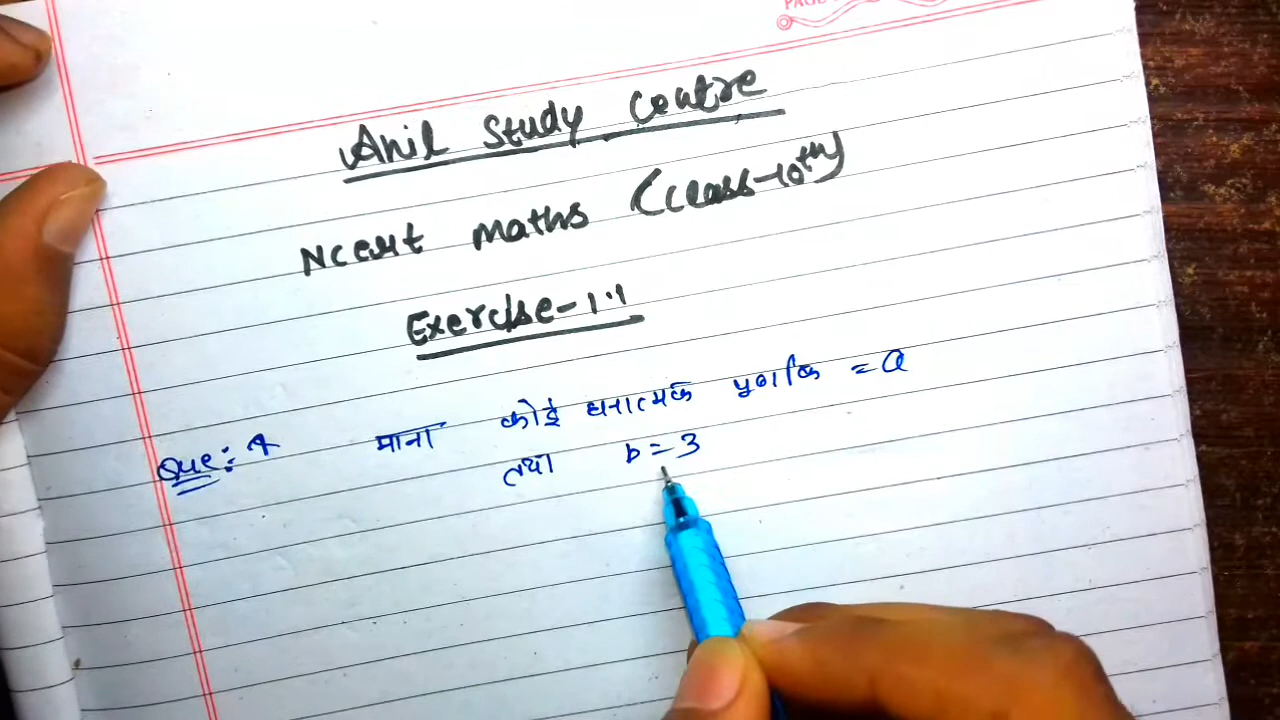 Anil Study Centre
Ncert maths (Class-10th)
Exercise-1.1
Que:4 माना कोई धनात्मक पूर्णांक = a
तथा b = 3